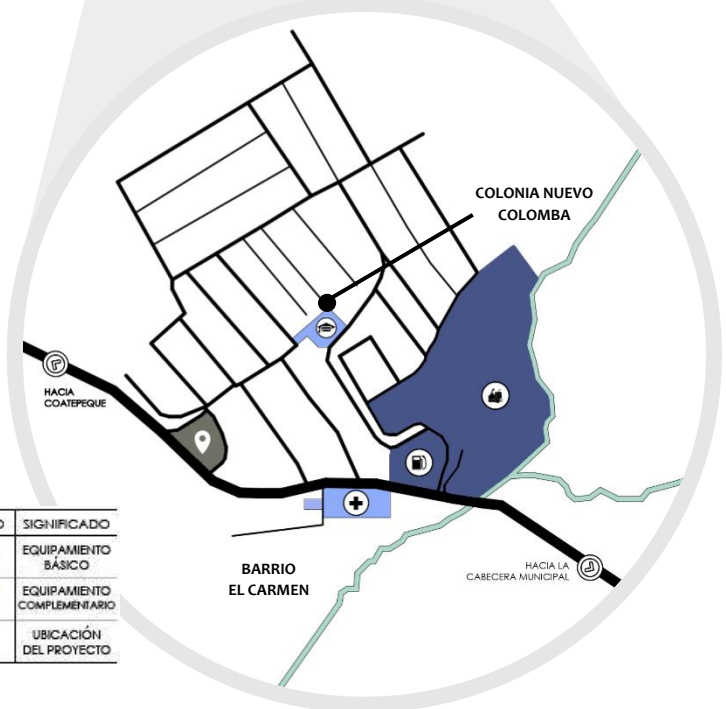 COLONIA NUEVO
COLOMBA
HACIA
COATEPEQUE
BARRIO
EL CARMEN
HACIA LA
CABECERA MUNICIPAL
O SIGNIFICADO
EQUIPAMIENTO
BÁSICO
EQUIPAMIENTO
COMPLEMENTARIO
UBICACIÓN
DEL PROYECTO